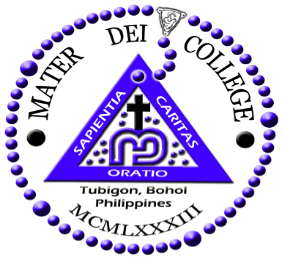 MATER DEI COLLEGE
SAPIENTIA
CARITAS
ORATIO
Tubigon, Bohol
Philippines
MCMLXXXIII